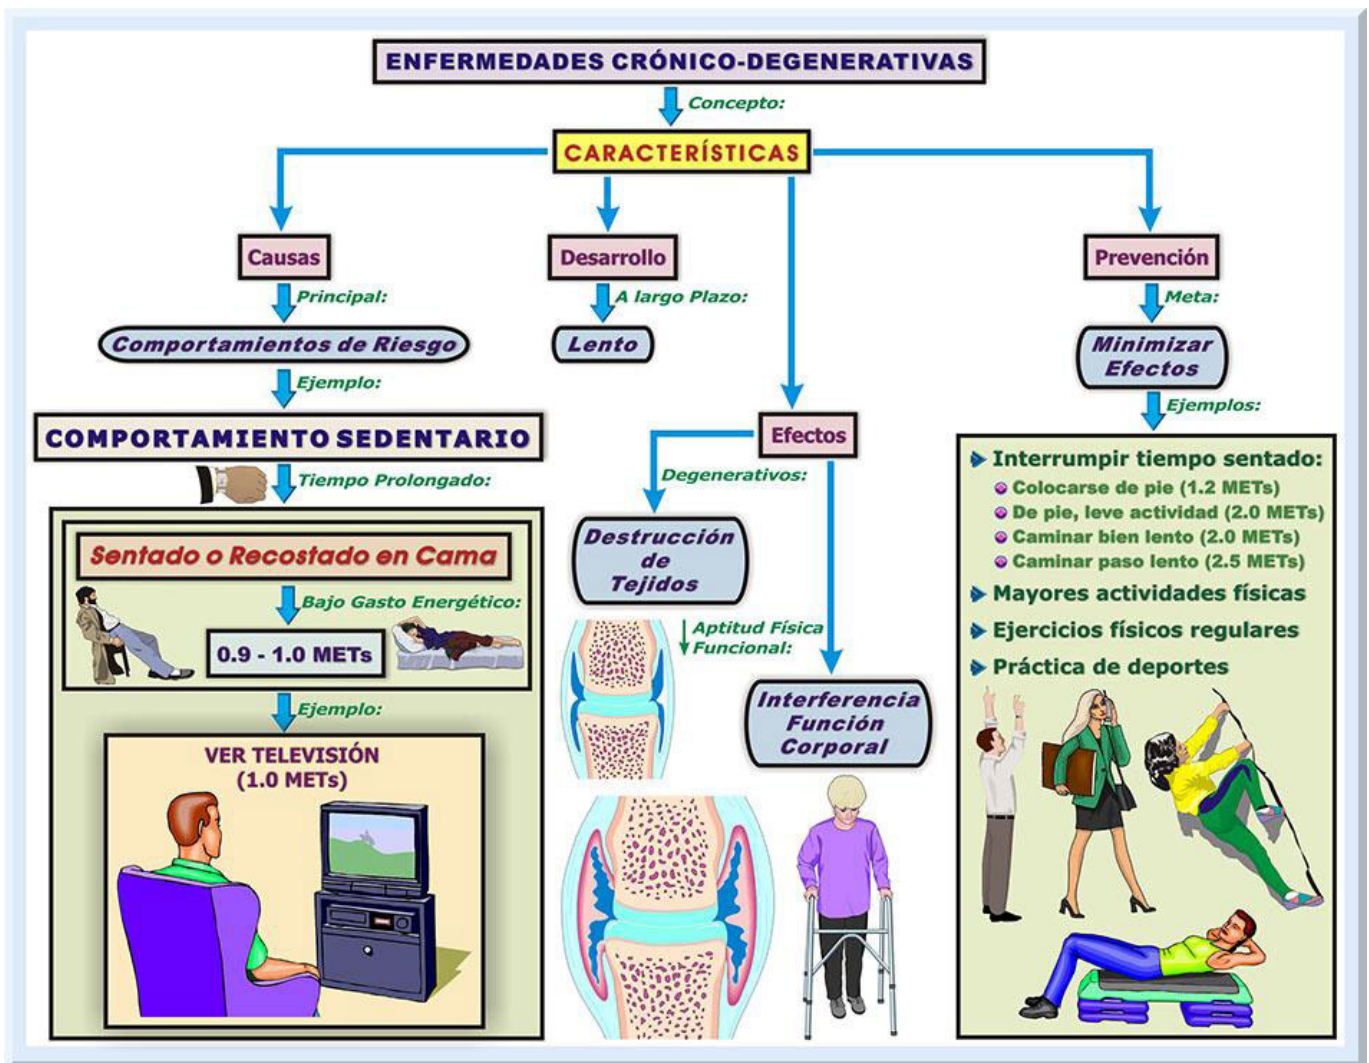 ENFERMEDADES CRÓNICO-DEGENERATIVAS
Concepto:
CARACTERÍSTICAS
Causas
Principal:
Comportamientos de Riesgo
Ejemplo:
COMPORTAMIENTO SEDENTARIO
Tiempo Prolongado:
Sentado o Recostado en Cama
Bajo Gasto Energético:
0.9 - 1.0 METs
Ejemplo:
VER TELEVISIÓN
(1.0 METs)
Desarrollo
A largo Plazo:
Lento
Efectos
Degenerativos:
Destrucción
de
Tejidos
Aptitud Física
Funcional:
Interferencia
Función
Corporal
Prevención
Meta:
Minimizar
Efectos
Ejemplos:
Interrumpir tiempo sentado:
Colocarse de pie (1.2 METs)
De pie, leve actividad (2.0 METs)
Caminar bien lento (2.0 METs)
Caminar paso lento (2.5 METs)
Mayores actividades físicas
Ejercicios físicos regulares
Práctica de deportes